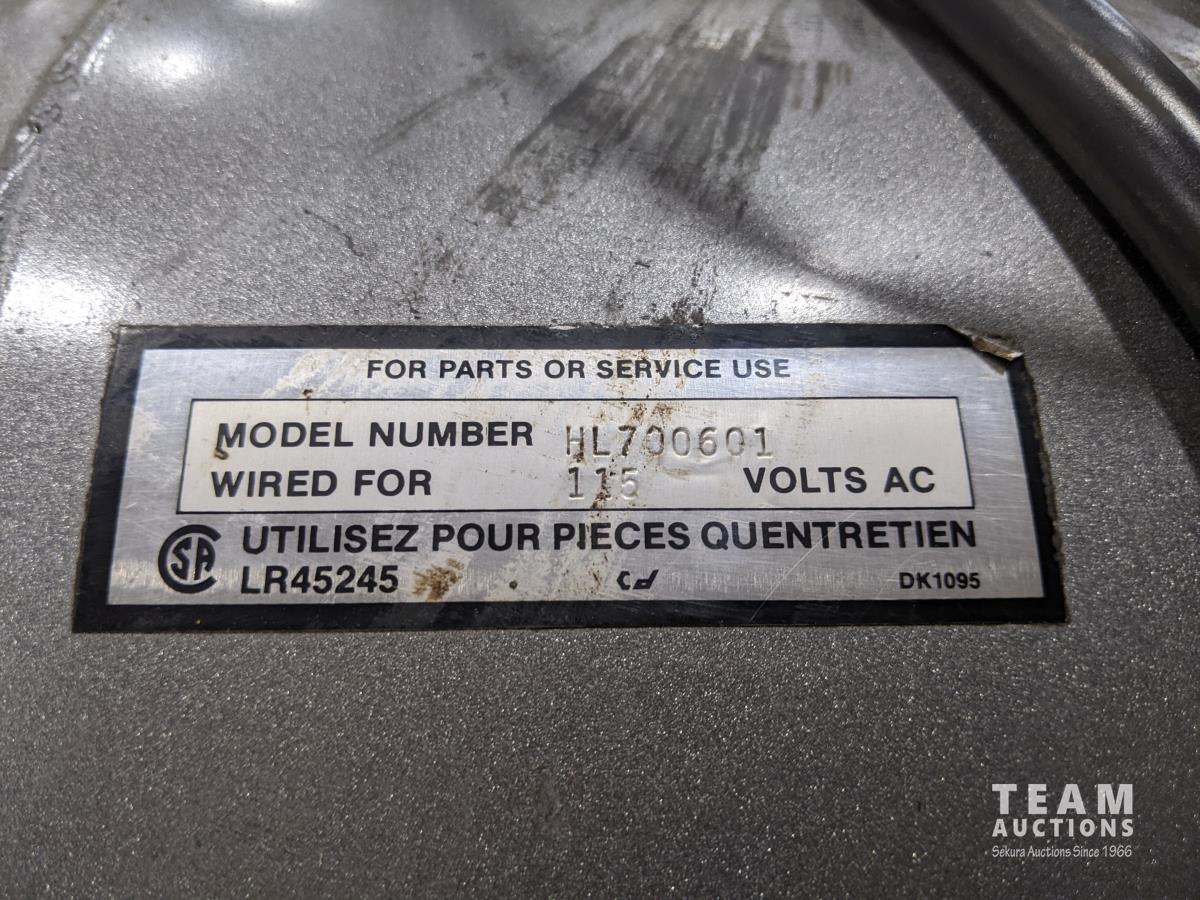 FOR PARTS OR SERVICE USE
MODEL NUMBER HL700601
WIRED FOR 115 VOLTS AC
UTILISEZ POUR PIECES QUENTRETIEN
LR45245 DK1095
TEAM
AUCTIONS
Sekura Auctions Since 1966